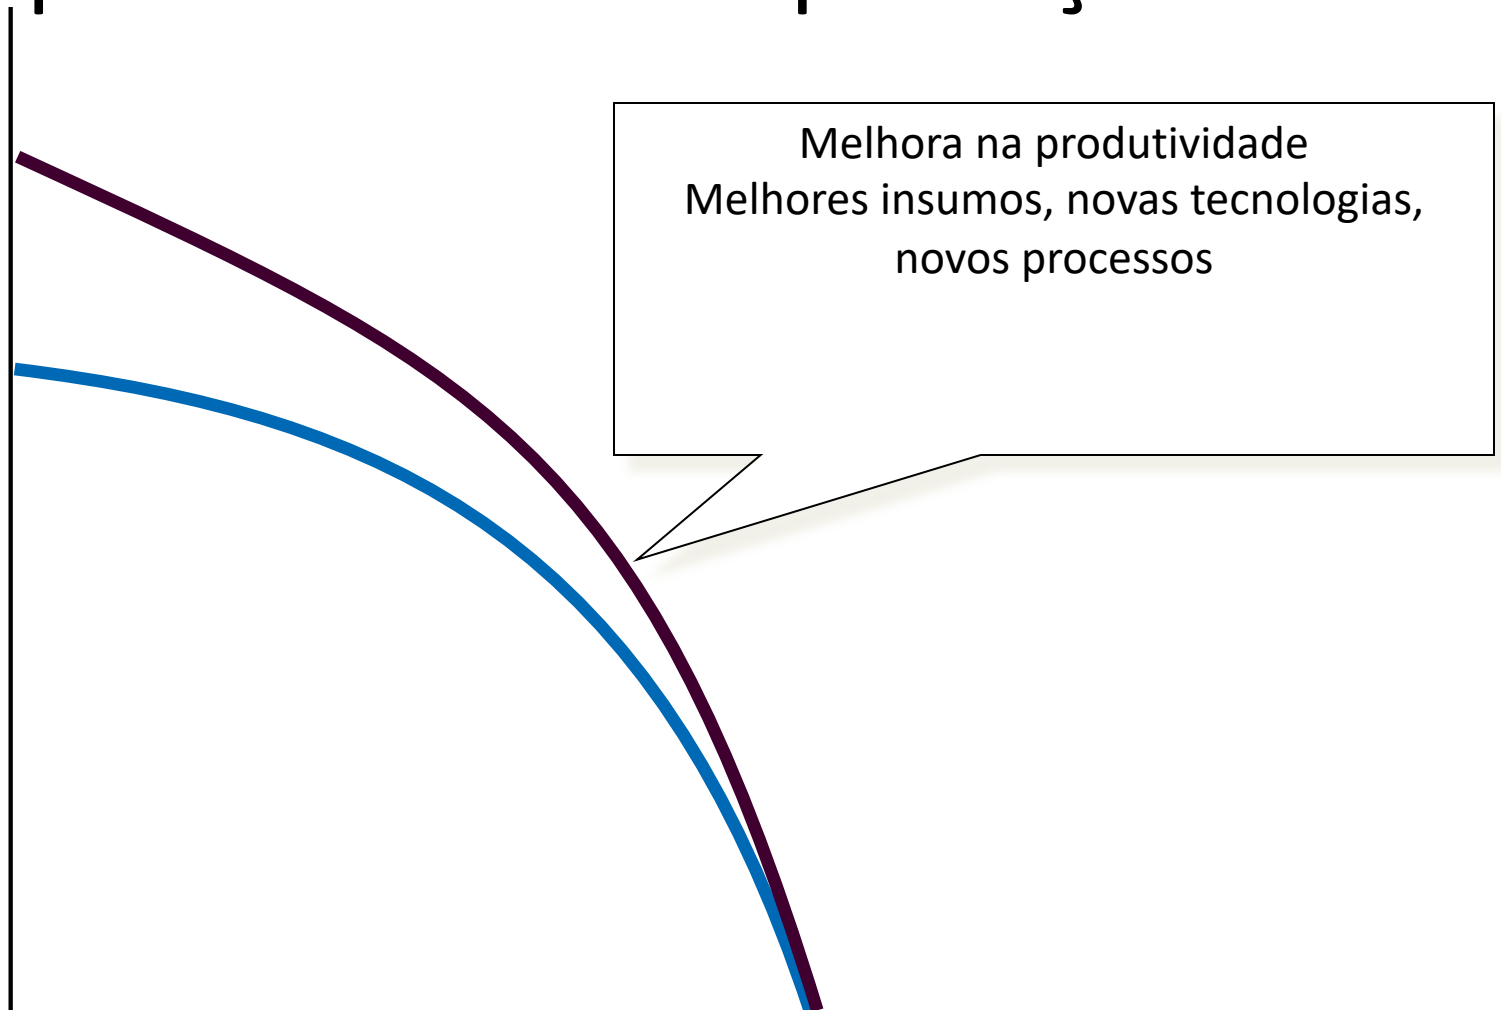 Melhora na produtividade
Melhores insumos, novas tecnologias,
novos processos